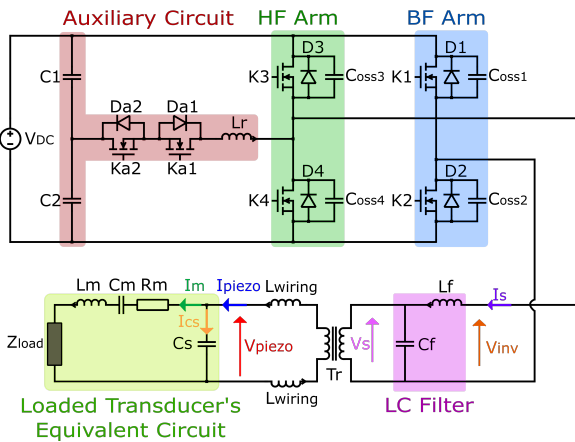 Auxiliary Circuit
HF Arm
BF Arm
C1
D3
K3
Coss3
D1
K1
Coss1
Da2
Da1
Lr
VDC
Ka2
Ka1
C2
D4
K4
Coss4
D2
K2
Coss2
Lm
Cm
Rm
Im
Ipiezo
Lwiring
Lf
Is
Ics
Zload
Cs
Vpiezo
Tr
Vs
Cf
Vinv
Lwiring
Loaded Transducer's
Equivalent Circuit
LC Filter